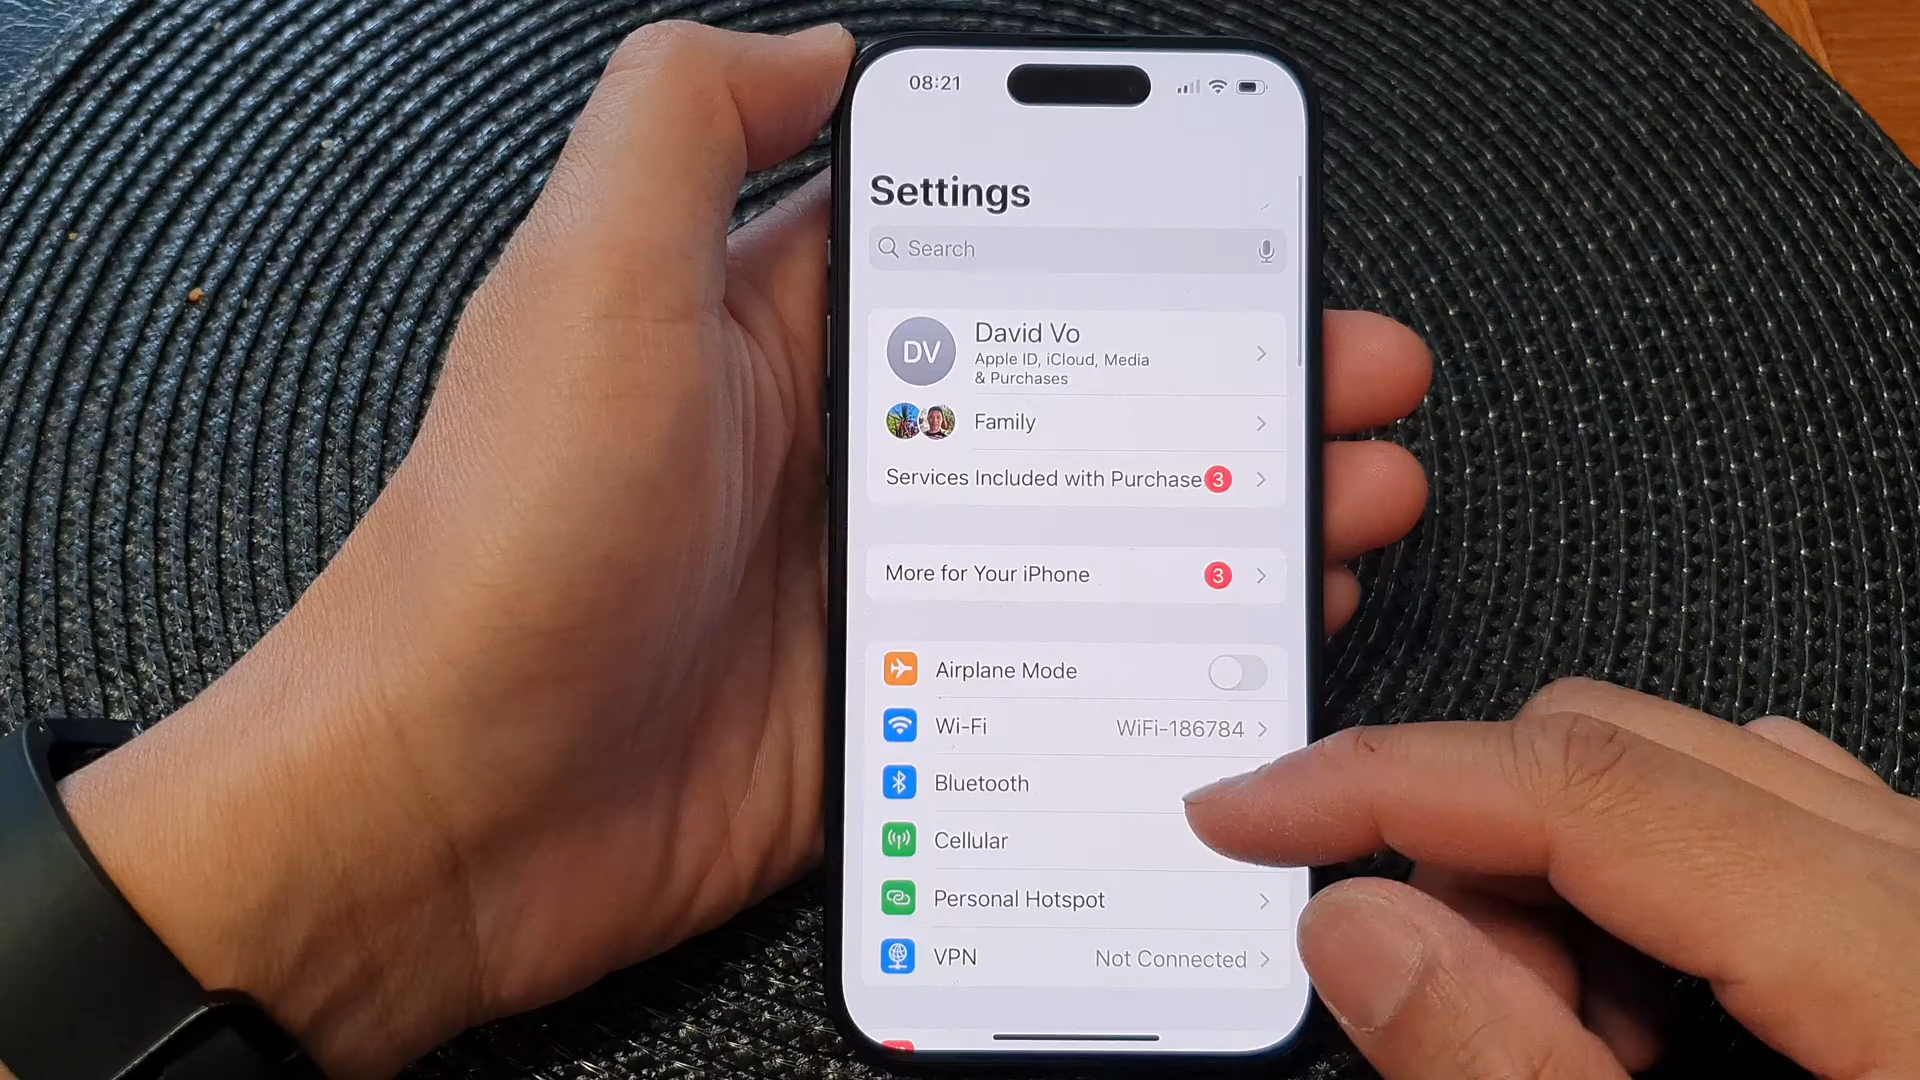 08:21
Settings
Search
DV
David Vo
Apple ID, iCloud, Media
& Purchases
Family
Services Included with Purchase 3
More for Your iPhone 3
Airplane Mode
Wi-Fi WiFi-186784
Bluetooth
Cellular
Personal Hotspot
VPN Not Connected